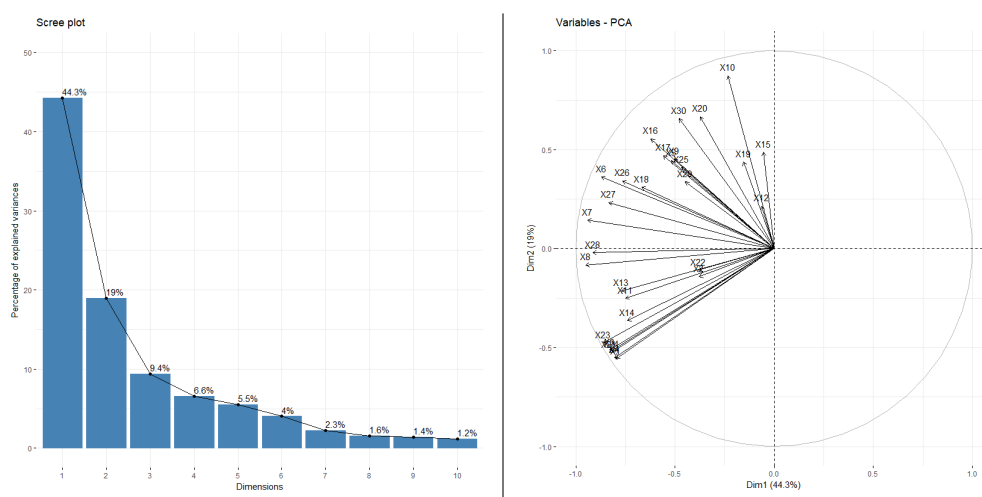 Scree plot
50
40
30
20
10
0
Percentage of explained variances
44.3%
19%
9.4%
6.6%
5.5%
4%
2.3%
1.6%
1.4%
1.2%
1 2 3 4 5 6 7 8 9 10
Dimensions
Variables - PCA
1.0
0.5
0.0
-0.5
-1.0
Dim2 (19%)
X10
X20
X30
X16
X15
X17
X9
X19
X25
X6
X26
X18
X29
X27
X12
X7
X28
X8
X22
X13
X11
X14
X23
-1.0 -0.5 0.0 0.5 1.0
Dim1 (44.3%)